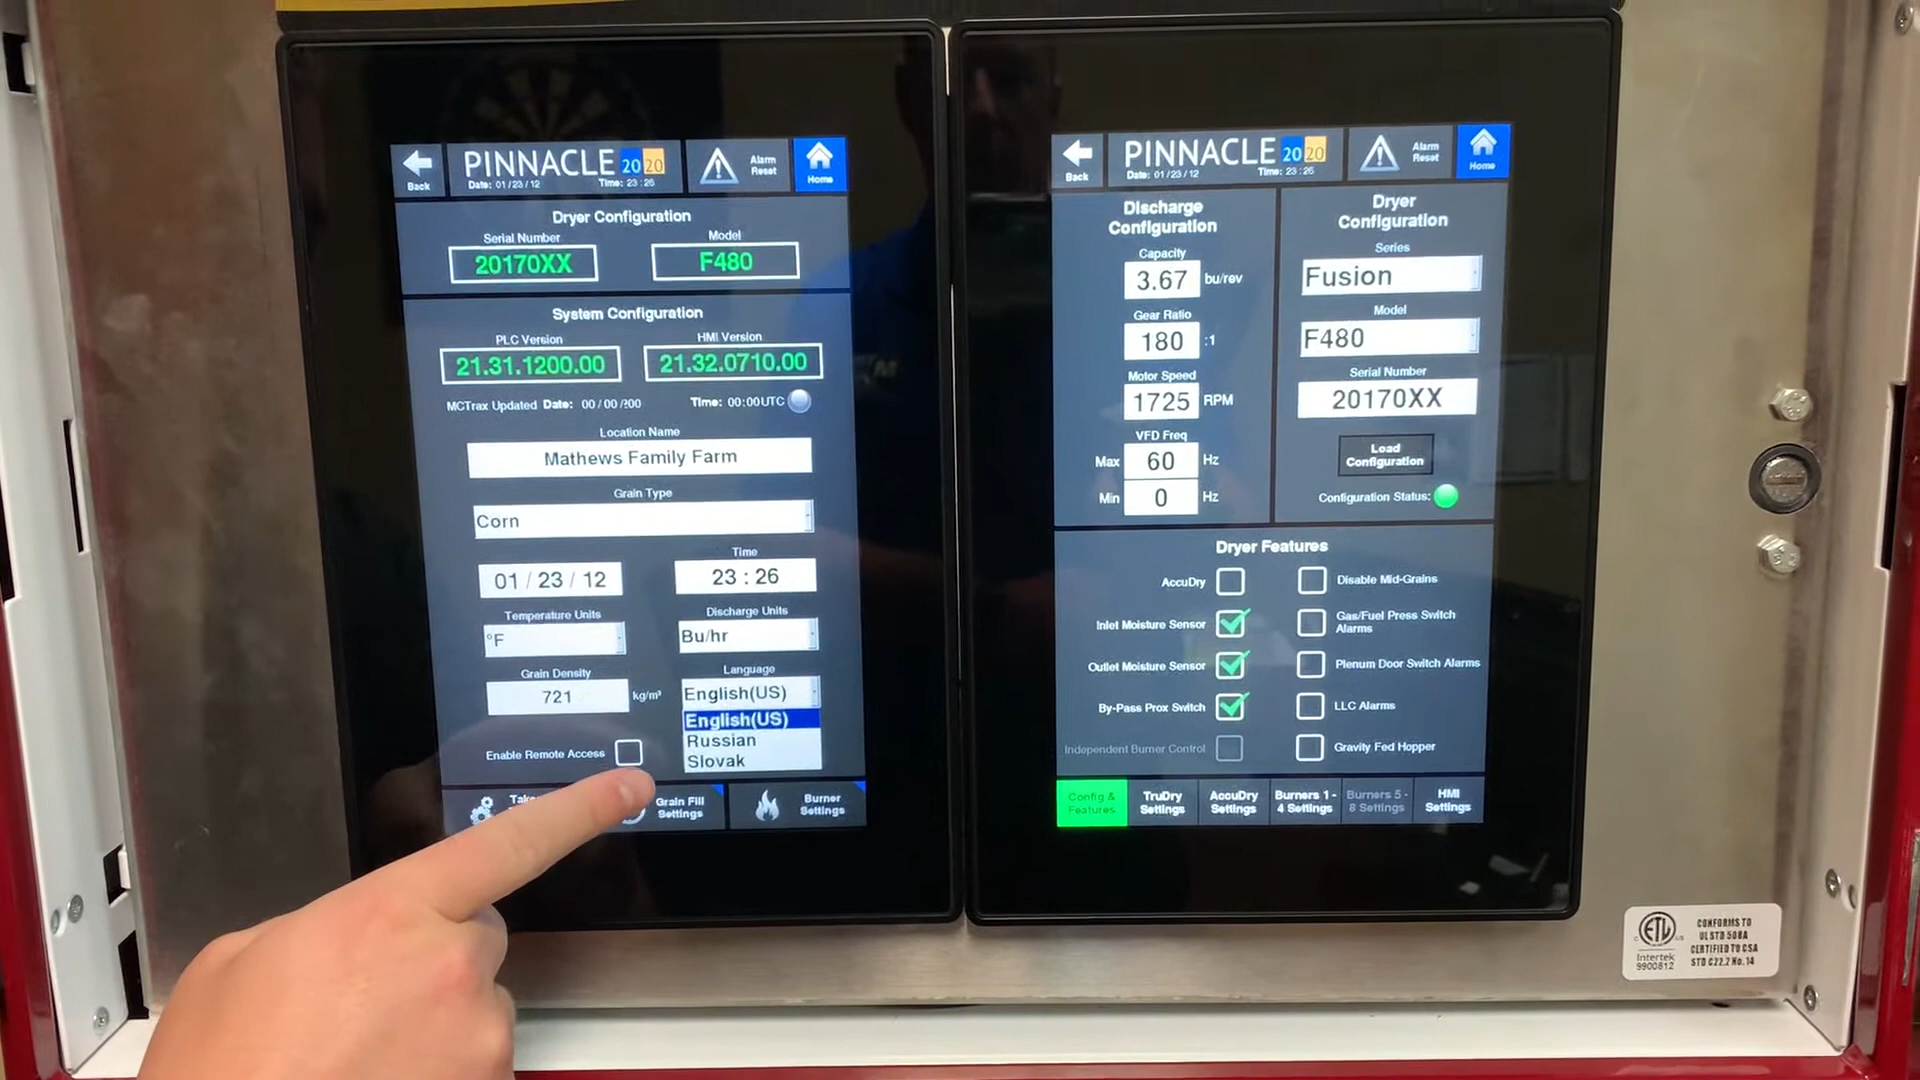 Back
PINNACLE 2020
Date: 01/23/12 Time: 23:26
Alarm Reset
Home
Dryer Configuration
Serial Number
20170XX
Model
F480
System Configuration
PLC Version
21.31.1200.00
HMI Version
21.32.0710.00
MCTrax Updated Date: 00/00/?00 Time: 00:00UTC
Location Name
Mathews Family Farm
Grain Type
Corn
01/23/12
Time
23:26
Temperature Units
°F
Discharge Units
Bu/hr
Grain Density
721 kg/m³
Language
English(US)
English(US)
Russian
Slovak
Enable Remote Access
Grain Fill Settings
Burner Settings
Back
PINNACLE 2020
Date: 01/23/12 Time: 23:26
Alarm Reset
Home
Discharge Configuration
Capacity
3.67 bu/rev
Gear Ratio
180 :1
Motor Speed
1725 RPM
VFD Freq
Max 60 Hz
Min 0 Hz
Dryer Configuration
Series
Fusion
Model
F480
Serial Number
20170XX
Load Configuration
Configuration Status:
Dryer Features
AccuDry
Inlet Moisture Sensor
Outlet Moisture Sensor
By-Pass Prox Switch
Independent Burner Control
Disable Mid-Grains
Gas/Fuel Press Switch Alarms
Plenum Door Switch Alarms
LLC Alarms
Gravity Fed Hopper
Config & Features
TruDry Settings
AccuDry Settings
Burners 1 - 4 Settings
Burners 5 - 8 Settings
HMI Settings
ETL
C US
Intertek
9900812
CONFORMS TO
UL STD 508A
CERTIFIED TO CSA
STD C22.2 No. 14